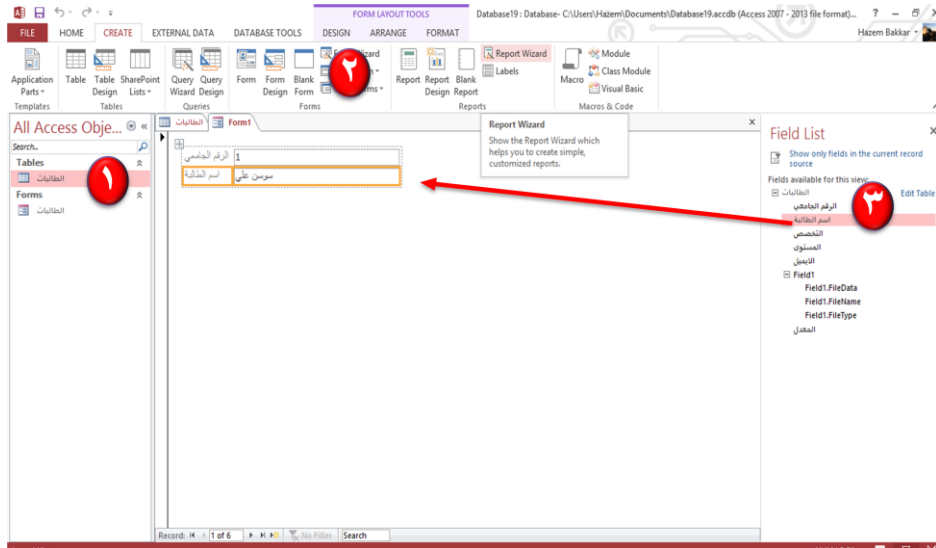 FORM LAYOUT TOOLS
Database19 : Database- C:\Users\Hazem\Documents\Database19.accdb (Access 2007 - 2013 file format)...
FILE HOME CREATE EXTERNAL DATA DATABASE TOOLS DESIGN ARRANGE FORMAT
Hazem Bakkar
Application Parts
Table
Table Design
SharePoint Lists
Query Wizard
Query Design
Form
Form Design
Blank Form
Report
Report Design
Blank Report
Report Wizard
Labels
Macro
Module
Class Module
Visual Basic
Templates Tables Queries Forms Reports Macros & Code
٢
All Access Obje...
Search...
Tables
الطالبات
Forms
الطالبات
١
الطالبات Form1
الرقم الجامعي 1
اسم الطالبة سوسن علي
Report Wizard
Show the Report Wizard which
helps you to create simple,
customized reports.
Field List
Show only fields in the current record
source
Fields available for this view:
الطالبات Edit Table
الرقم الجامعي
اسم الطالبة
التخصص
المستوى
الايميل
Field1
Field1.FileData
Field1.FileName
Field1.FileType
المعدل
٣
Record: 1 of 6 No Filter Search